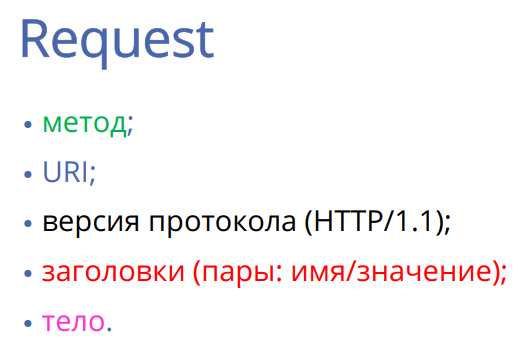 Request
• метод;
• URI;
• версия протокола (HTTP/1.1);
• заголовки (пары: имя/значение);
• тело.